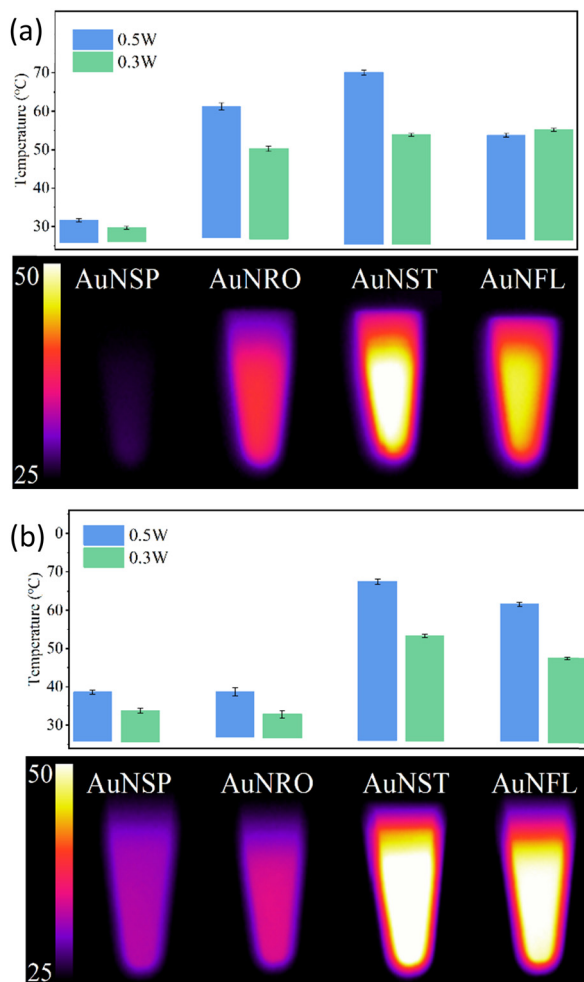 (a)
0.5W
0.3W
Temperature (°C)
70
60
50
40
30
50
25
AuNSP AuNRO AuNST AuNFL
(b)
0.5W
0.3W
Temperature (°C)
0
70
60
50
40
30
50
25
AuNSP AuNRO AuNST AuNFL